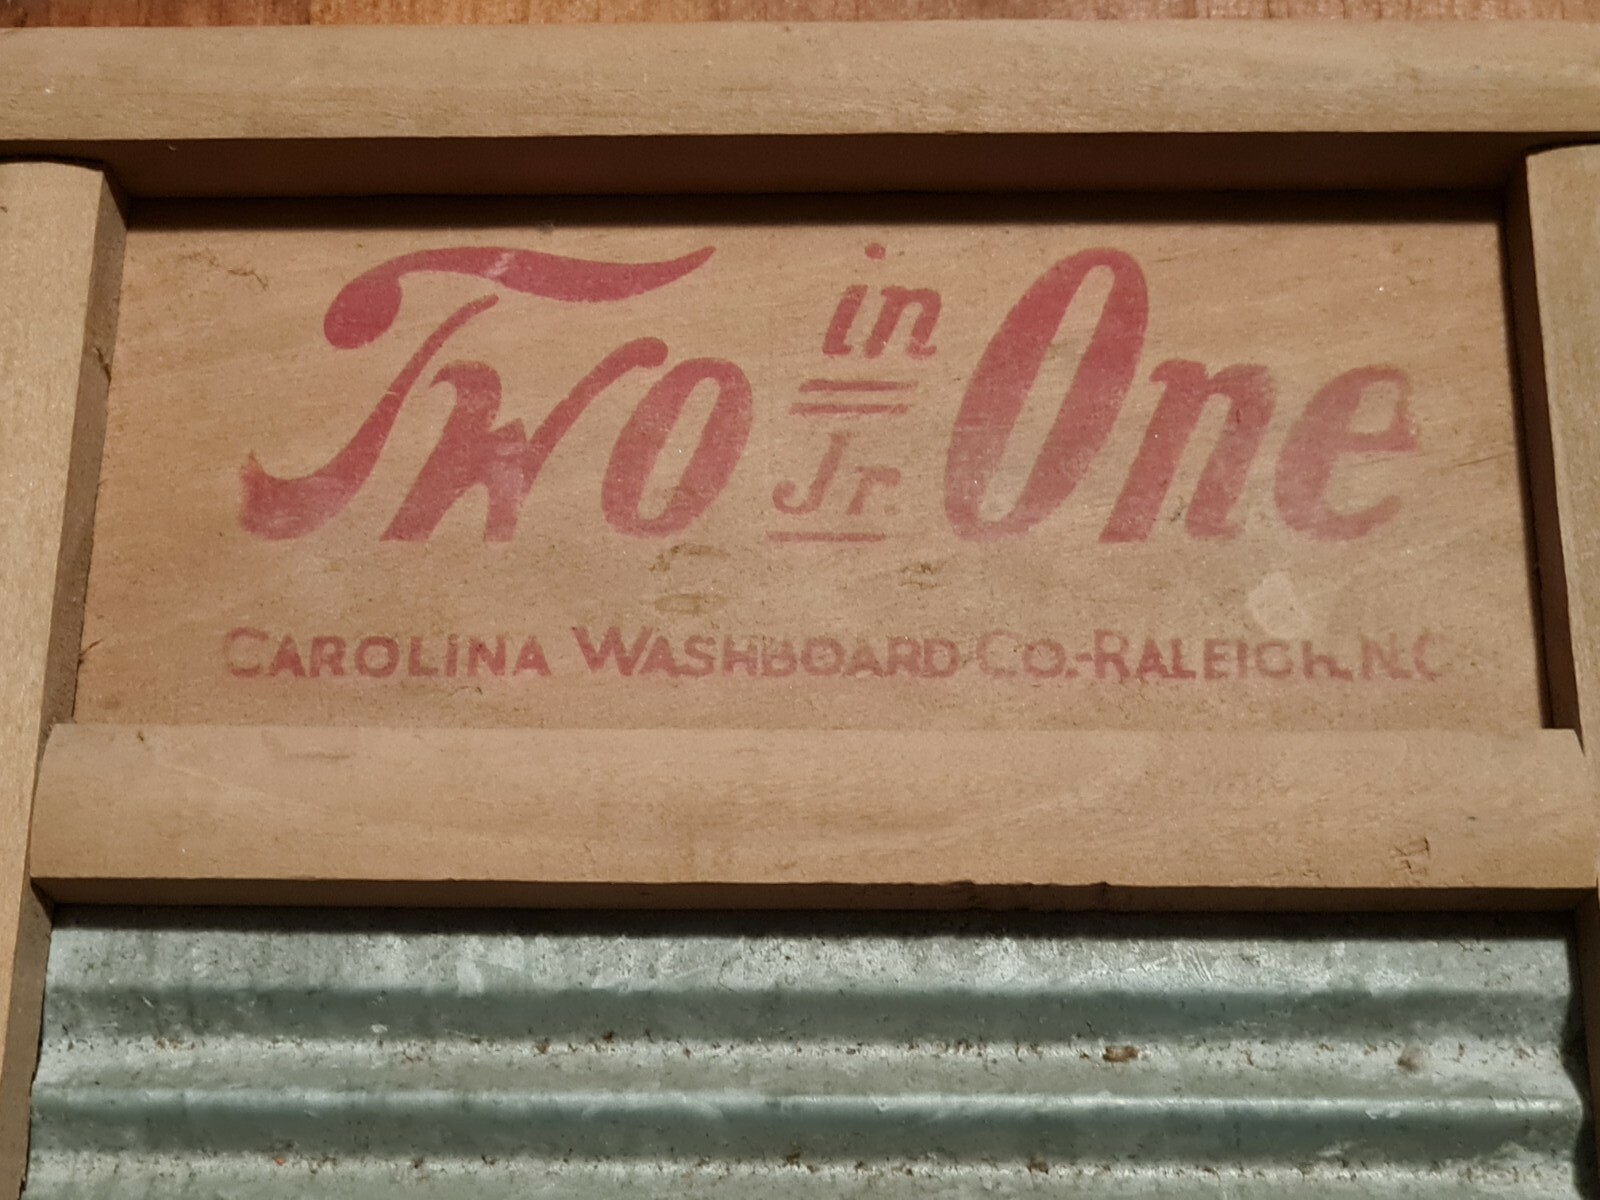 Two in One
Jr.
CAROLINA WASHBOARD CO.-RALEIGH, N.C